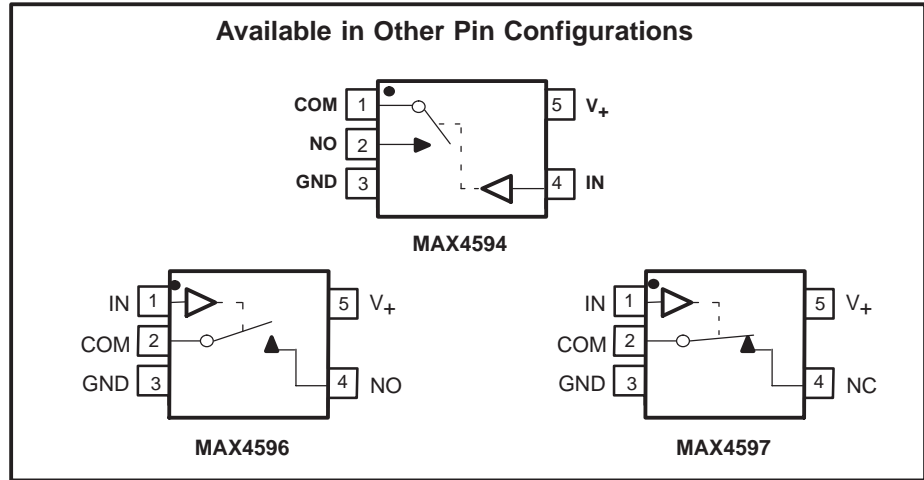 Available in Other Pin Configurations
COM 1 5 V+
NO 2
GND 3 4 IN
MAX4594
IN 1 5 V+
COM 2
GND 3 4 NO
MAX4596
IN 1 5 V+
COM 2
GND 3 4 NC
MAX4597